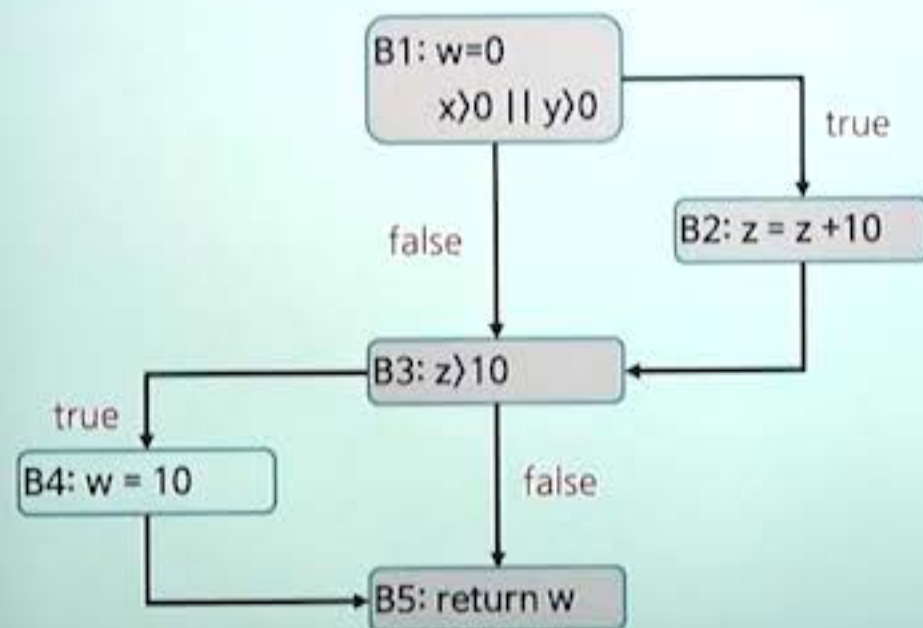 B1: w=0
x>0 || y>0
true
false
B2: z = z +10
B3: z>10
true
false
B4: w = 10
B5: return w